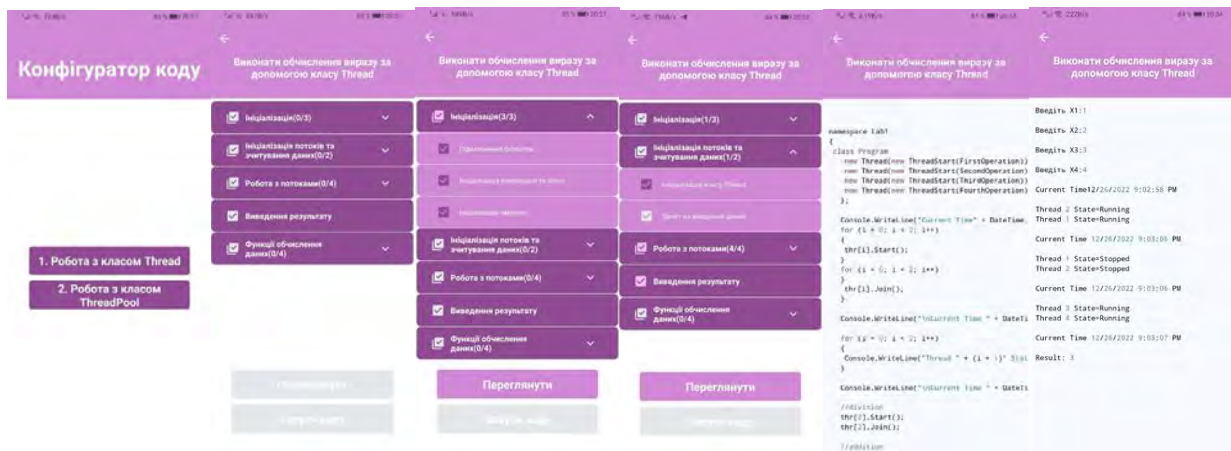 Конфігуратор коду
1. Робота з класом Thread
2. Робота з класом
ThreadPool
Виконати обчислення виразу за
допомогою класу Thread
Ініціалізація(0/3)
Ініціалізація потоків та
зчитування даних(0/2)
Робота з потоками(0/4)
Виведення результату
Функції обчислення
даних(0/4)
Виконати обчислення виразу за
допомогою класу Thread
Ініціалізація(3/3)
Ініціалізація потоків та
зчитування даних(0/2)
Робота з потоками(0/4)
Виведення результату
Функції обчислення
даних(0/4)
Переглянути
Виконати обчислення виразу за
допомогою класу Thread
Ініціалізація(1/3)
Ініціалізація потоків та
зчитування даних(1/2)
Ініціалізація класу Thread
Робота з потоками(4/4)
Виведення результату
Функції обчислення
даних(0/4)
Переглянути
Виконати обчислення виразу за
допомогою класу Thread
namespace Lab1
{
class Program
new Thread(new ThreadStart(FirstOperation))
new Thread(new ThreadStart(SecondOperation)
new Thread(new ThreadStart(ThirdOperation))
new Thread(new ThreadStart(FourthOperation)
};
Console.WriteLine("Current Time" + DateTime.
for (i = 0; i < 2; i++)
{
thr[i].Start();
}
for (i = 0; i < 2; i++)
{
thr[i].Join();
}
Console.WriteLine("\nCurrent Time " + DateTi
for (i = 0; i < 2; i++)
{
Console.WriteLine("Thread " + (i + 1)" Stat
}
Console.WriteLine("\nCurrent Time " + DateTi
//division
thr[2].Start();
thr[2].Join();
//addition
Виконати обчислення виразу за
допомогою класу Thread
Введіть X1:1
Введіть X2:2
Введіть X3:3
Введіть X4:4
Current Time12/26/2022 9:02:58 PM
Thread 2 State=Running
Thread 1 State=Running
Current Time 12/26/2022 9:03:06 PM
Thread 1 State=Stopped
Thread 2 State=Stopped
Current Time 12/26/2022 9:03:06 PM
Thread 3 State=Running
Thread 4 State=Running
Current Time 12/26/2022 9:03:07 PM
Result: 3